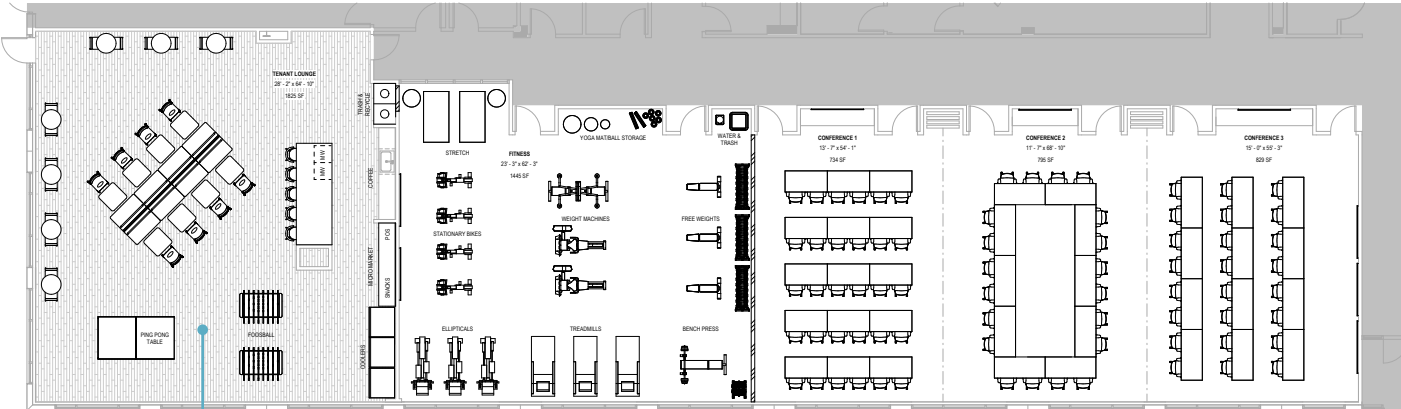 TENANT LOUNGE
28' - 2" x 64' - 10"
1825 SF
TRASH &
RECYCLE
MW
MW
COFFEE
MICRO MARKET
POS
SNACKS
COOLERS
PING PONG
TABLE
FOOSBALL
STRETCH
FITNESS
23' - 3" x 62' - 3"
1445 SF
YOGA MAT/BALL STORAGE
WATER &
TRASH
STATIONARY BIKES
WEIGHT MACHINES
FREE WEIGHTS
ELLIPTICALS
TREADMILLS
BENCH PRESS
CONFERENCE 1
13' - 7" x 54' - 1"
734 SF
CONFERENCE 2
11' - 7" x 68' - 10"
795 SF
CONFERENCE 3
15' - 0" x 55' - 3"
829 SF